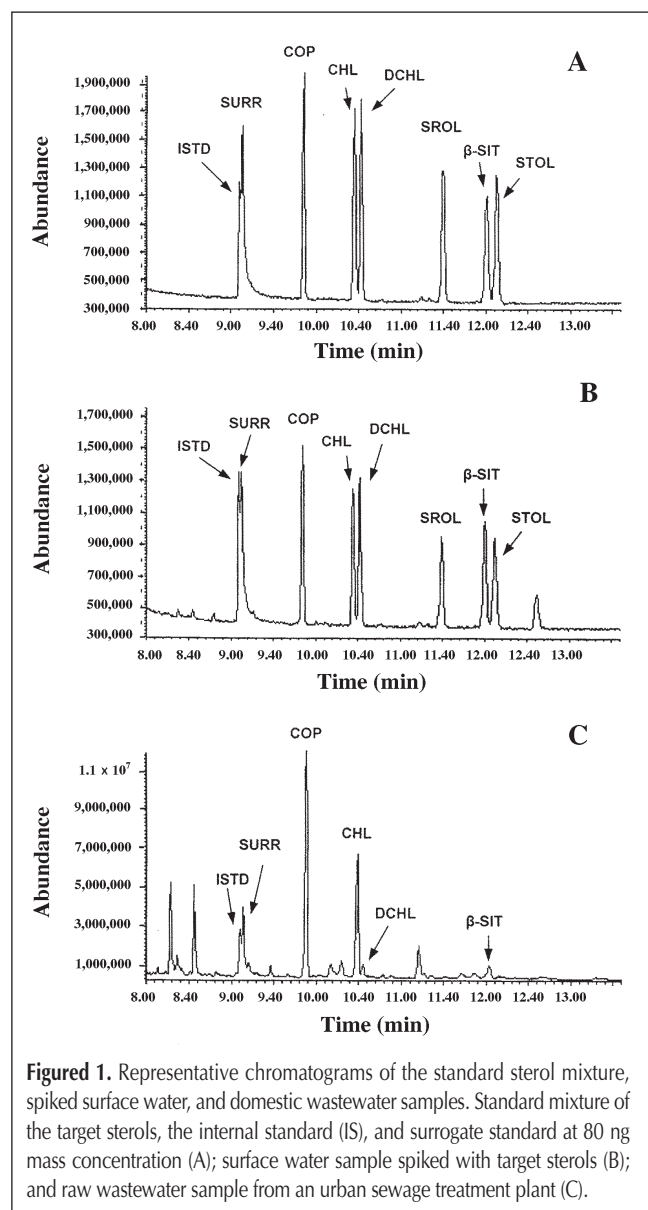 A
COP
CHL
DCHL
SURR
ISTD
SROL
β-SIT
STOL
Abundance
1,900,000
1,700,000
1,500,000
1,300,000
1,100,000
900,000
700,000
500,000
300,000
8.00 8.40 9.00 9.40 10.00 10.40 11.00 11.40 12.00 12.40 13.00
Time (min)
B
ISTD
SURR
COP
CHL
DCHL
SROL
β-SIT
STOL
Abundance
1,700,000
1,500,000
1,300,000
1,100,000
900,000
700,000
500,000
300,000
8.00 8.40 9.00 9.40 10.00 10.40 11.00 11.40 12.00 12.40 13.00
Time (min)
C
COP
CHL
SURR
ISTD
DCHL
β-SIT
Abundance
1.1 x 10⁷
9,000,000
7,000,000
5,000,000
3,000,000
1,000,000
8.00 8.40 9.00 9.40 10.00 10.40 11.00 11.40 12.00 12.40 13.00
Time (min)
Figured 1. Representative chromatograms of the standard sterol mixture,
spiked surface water, and domestic wastewater samples. Standard mixture of
the target sterols, the internal standard (IS), and surrogate standard at 80 ng
mass concentration (A); surface water sample spiked with target sterols (B);
and raw wastewater sample from an urban sewage treatment plant (C).